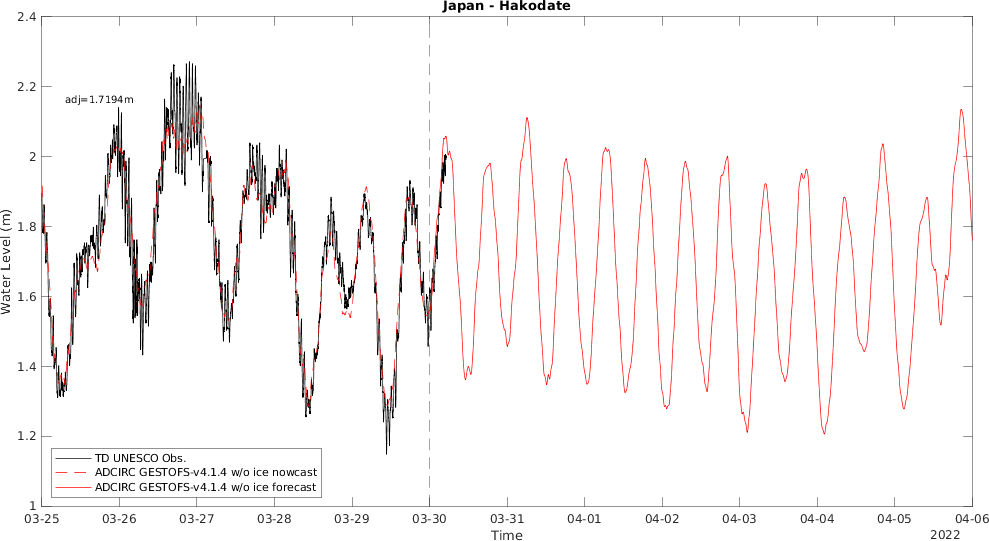 Japan - Hakodate
Water Level (m)
2.4
2.2
2
1.8
1.6
1.4
1.2
1
adj=1.7194m
TD UNESCO Obs.
ADCIRC GESTOFS-v4.1.4 w/o ice nowcast
ADCIRC GESTOFS-v4.1.4 w/o ice forecast
03-25 03-26 03-27 03-28 03-29 03-30 03-31 04-01 04-02 04-03 04-04 04-05 04-06
Time
2022